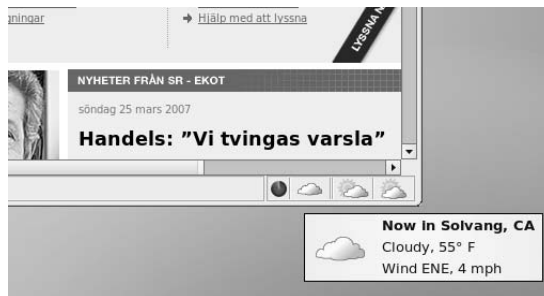 gningar
Hjälp med att lyssna
LYSSNA N
NYHETER FRÅN SR - EKOT
söndag 25 mars 2007
Handels: ”Vi tvingas varsla”
Now in Solvang, CA
Cloudy, 55° F
Wind ENE, 4 mph